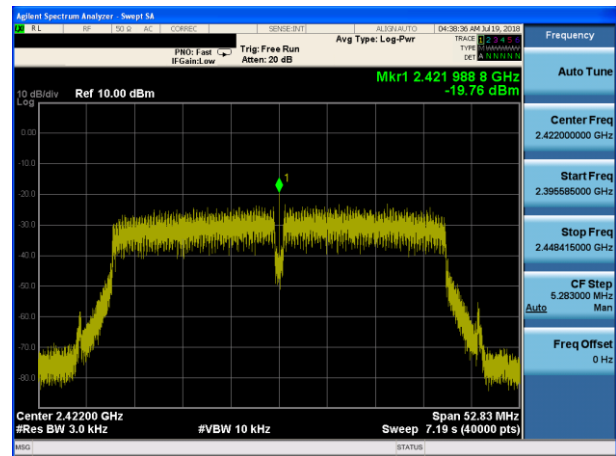 Agilent Spectrum Analyzer - Swept SA
RL RF 50 Ω AC CORREC SENSE:INT ALIGNAUTO 04:38:36 AM Jul 19, 2018
PNO: Fast Trig: Free Run Avg Type: Log-Pwr TRACE 1 2 3 4 5 6
IFGain:Low Atten: 20 dB TYPE M
DET A N N N N N
Mkr1 2.421 988 8 GHz
-19.76 dBm
10 dB/div Ref 10.00 dBm
Log
0.00
-10.0
-20.0
-30.0
-40.0
-50.0
-60.0
-70.0
-80.0
1
Center 2.42200 GHz Span 52.83 MHz
#Res BW 3.0 kHz #VBW 10 kHz Sweep 7.19 s (40000 pts)
MSG STATUS
Frequency
Auto Tune
Center Freq
2.422000000 GHz
Start Freq
2.395585000 GHz
Stop Freq
2.448415000 GHz
CF Step
5.283000 MHz
Auto Man
Freq Offset
0 Hz